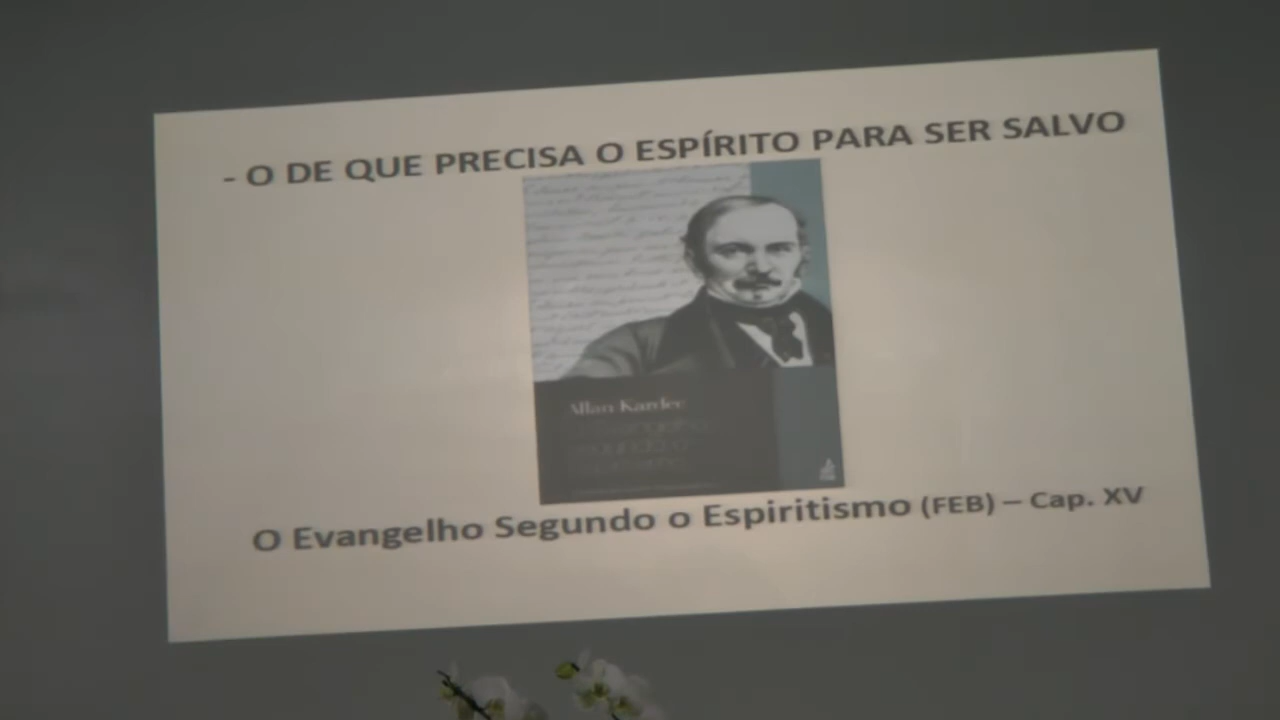 - O DE QUE PRECISA O ESPÍRITO PARA SER SALVO
Allan Kardec
O Evangelho Segundo o Espiritismo (FEB) – Cap. XV